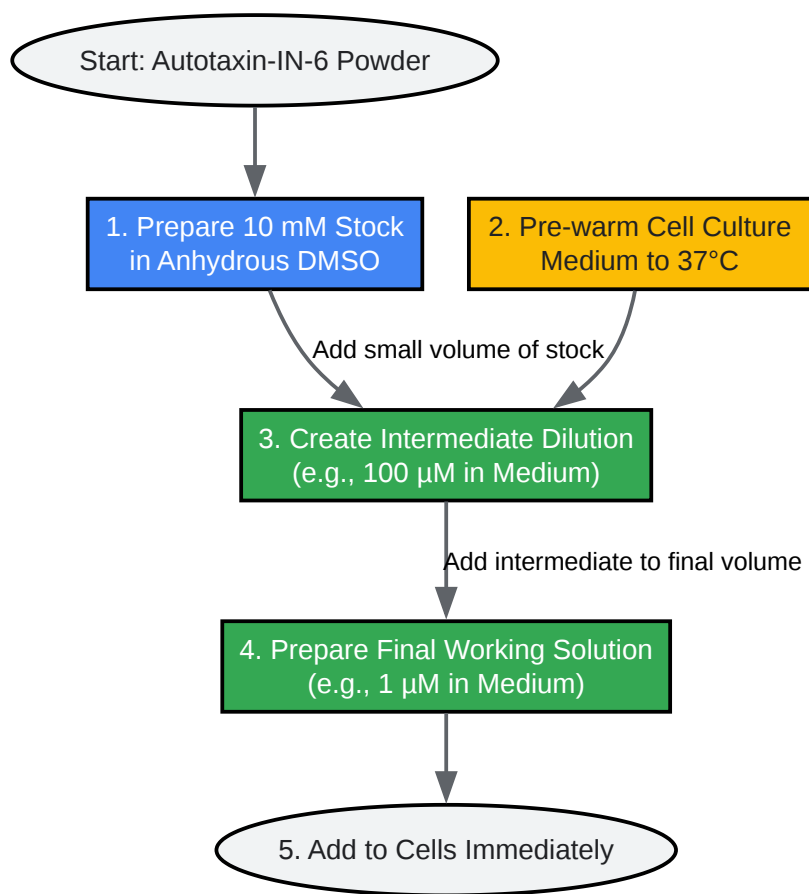 Start: Autotaxin-IN-6 Powder
1. Prepare 10 mM Stock
in Anhydrous DMSO
2. Pre-warm Cell Culture
Medium to 37°C
Add small volume of stock
3. Create Intermediate Dilution
(e.g., 100 µM in Medium)
Add intermediate to final volume
4. Prepare Final Working Solution
(e.g., 1 µM in Medium)
5. Add to Cells Immediately